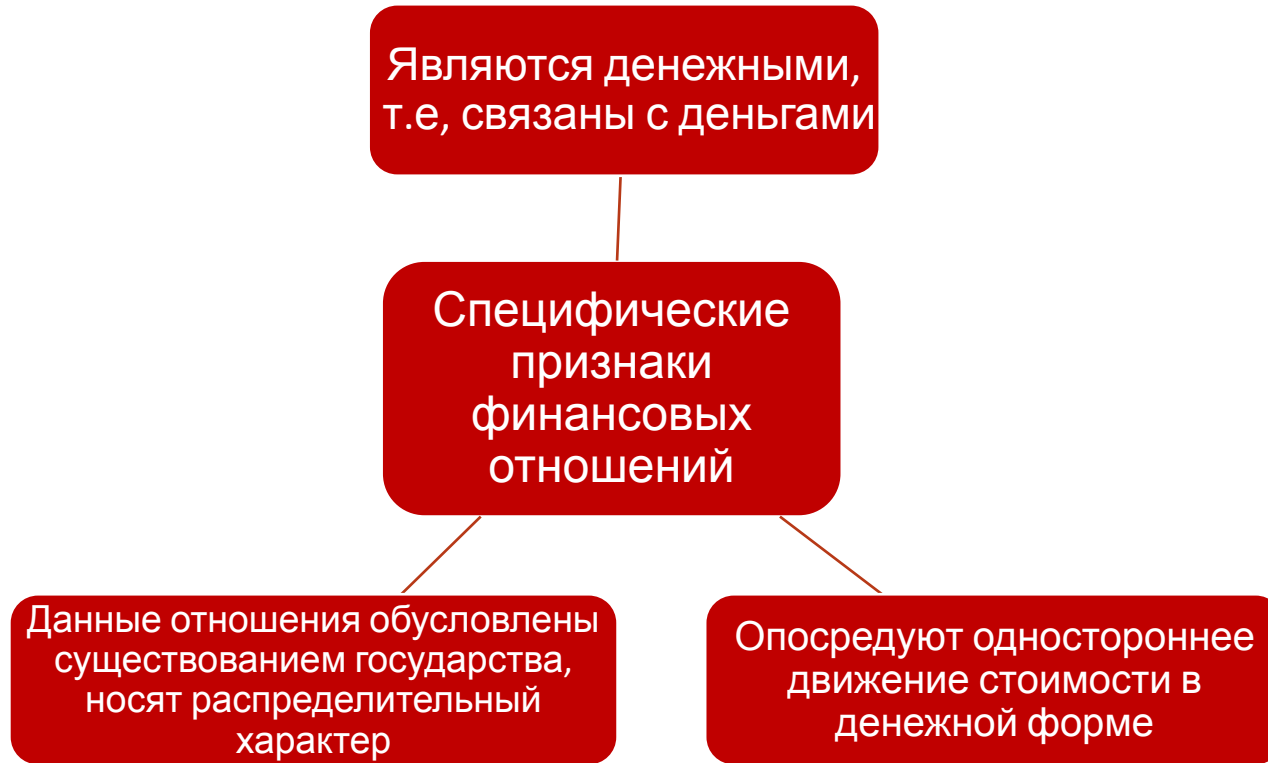 Являются денежными,
т.е, связаны с деньгами
Специфические
признаки
финансовых
отношений
Данные отношения обусловлены
существованием государства,
носят распределительный
характер
Опосредуют одностороннее
движение стоимости в
денежной форме